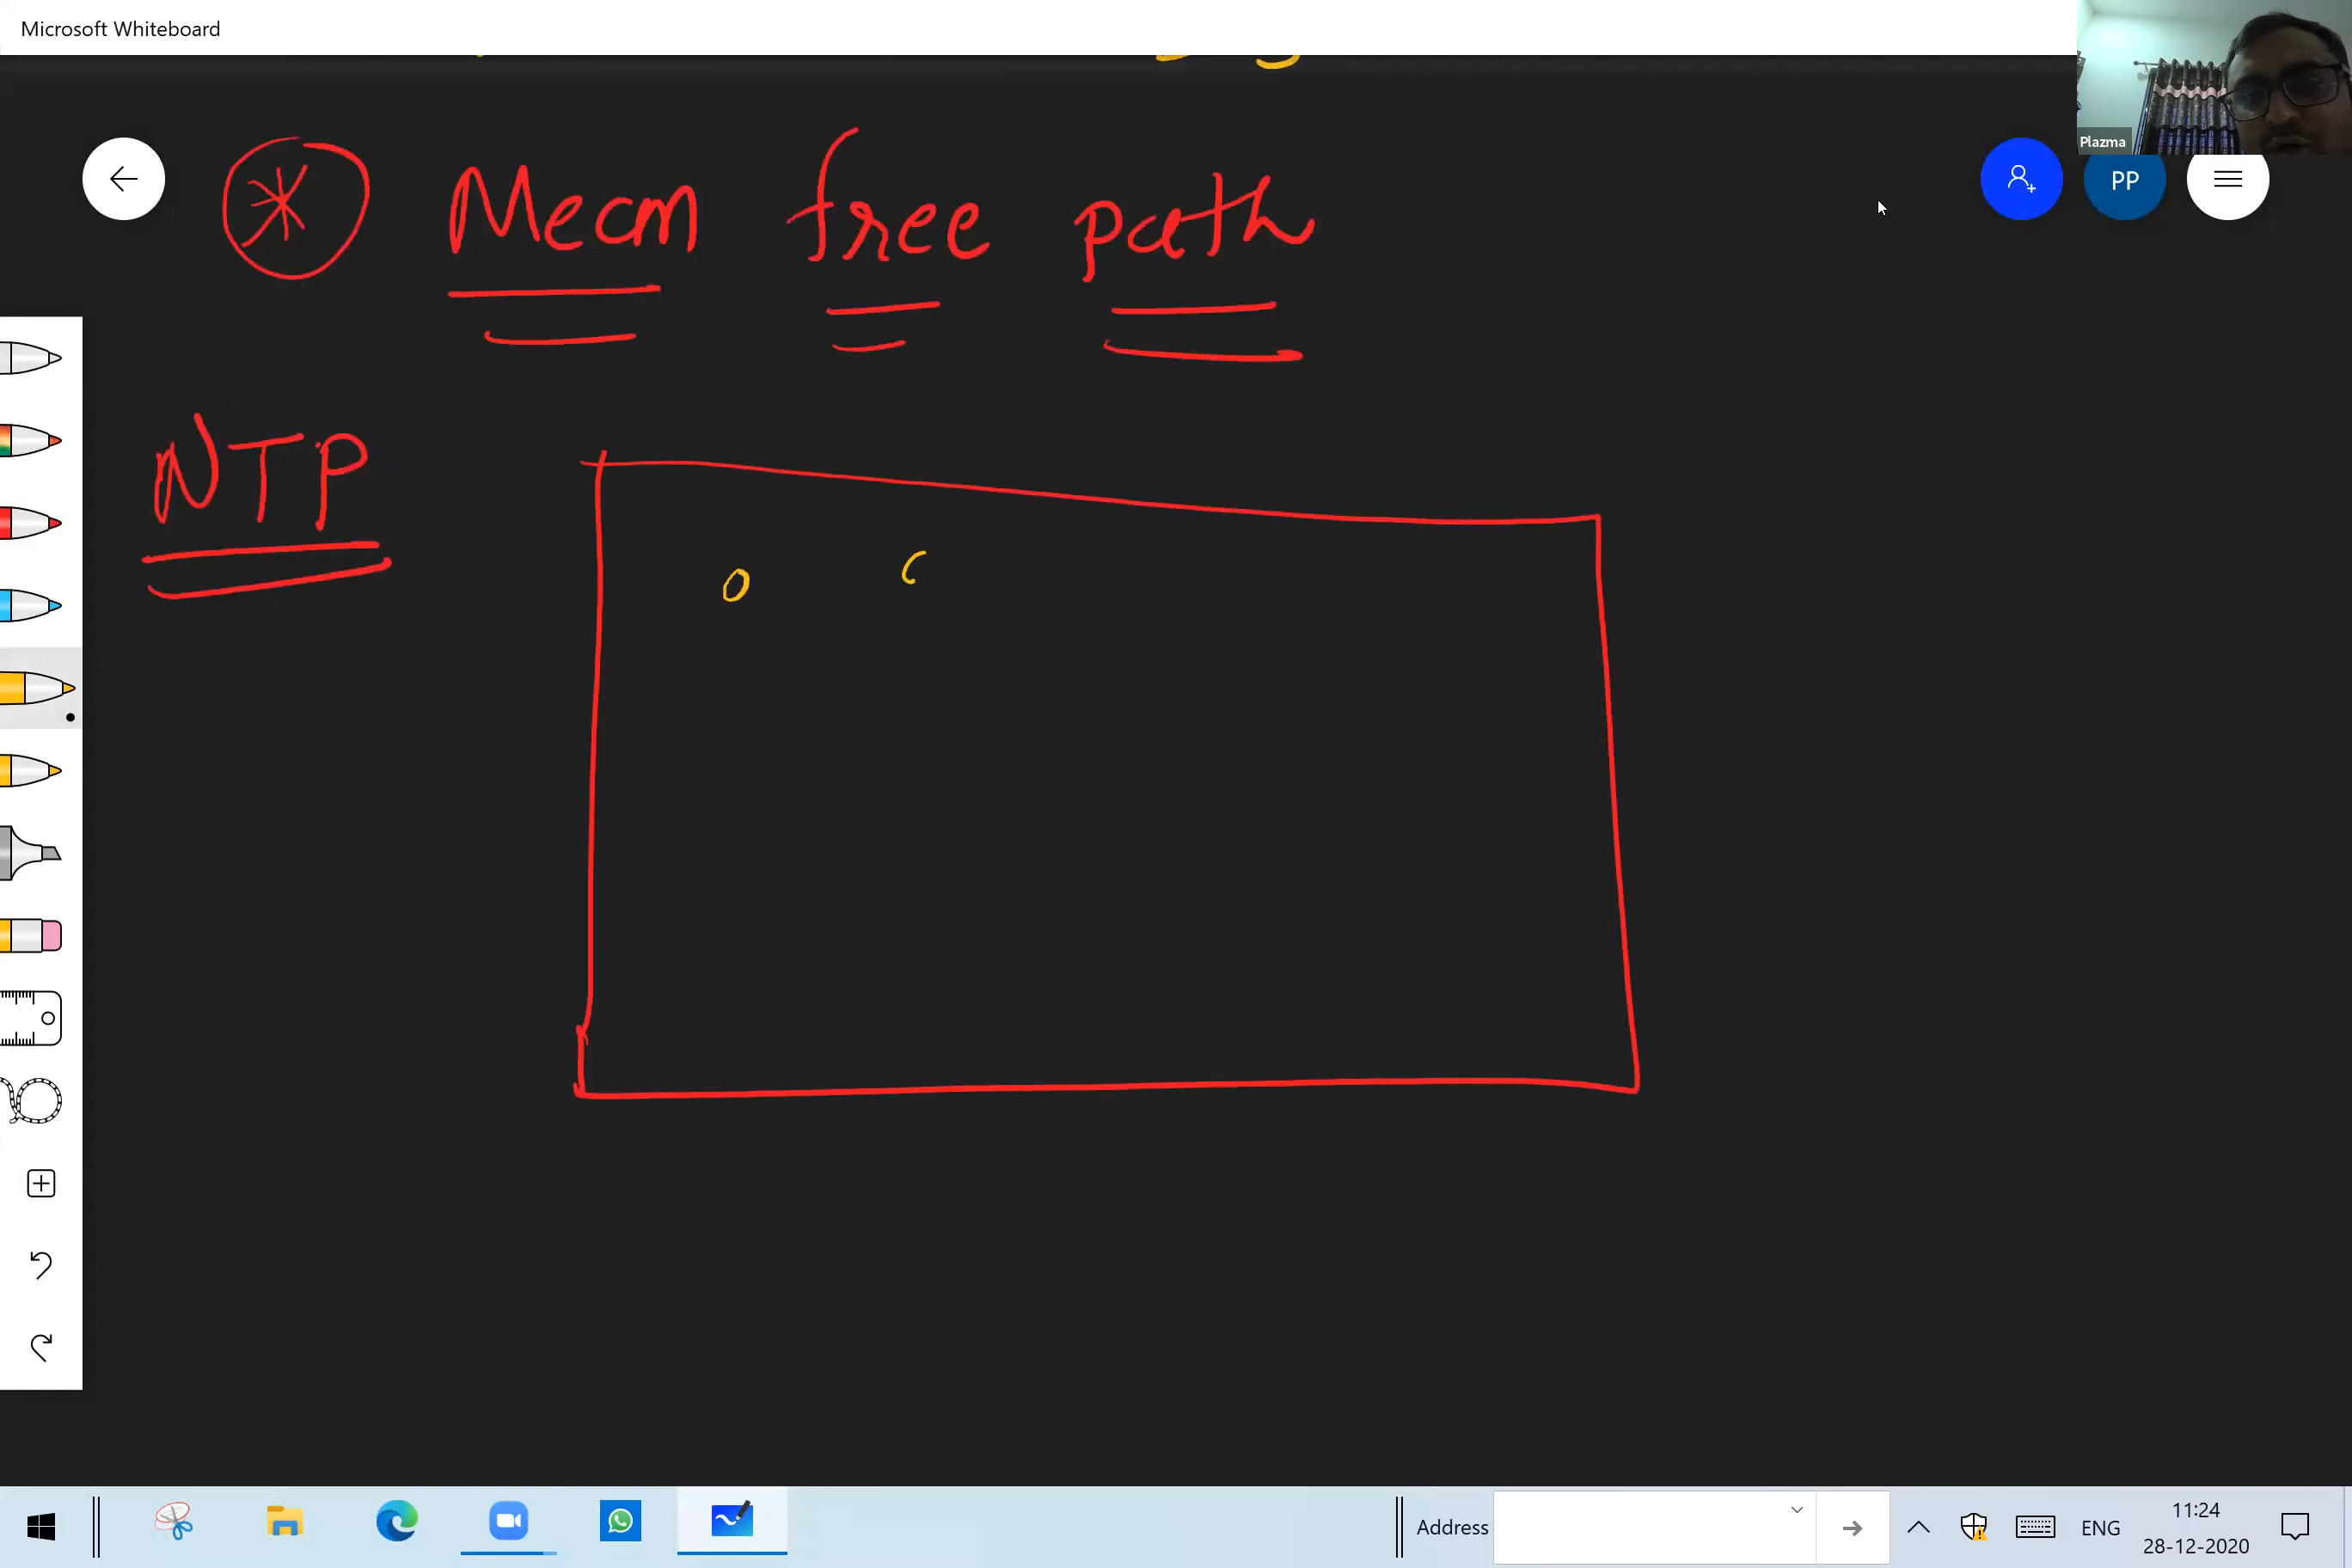 Microsoft Whiteboard
Plazma
PP
Mean free path
NTP
Address
ENG
11:24
28-12-2020